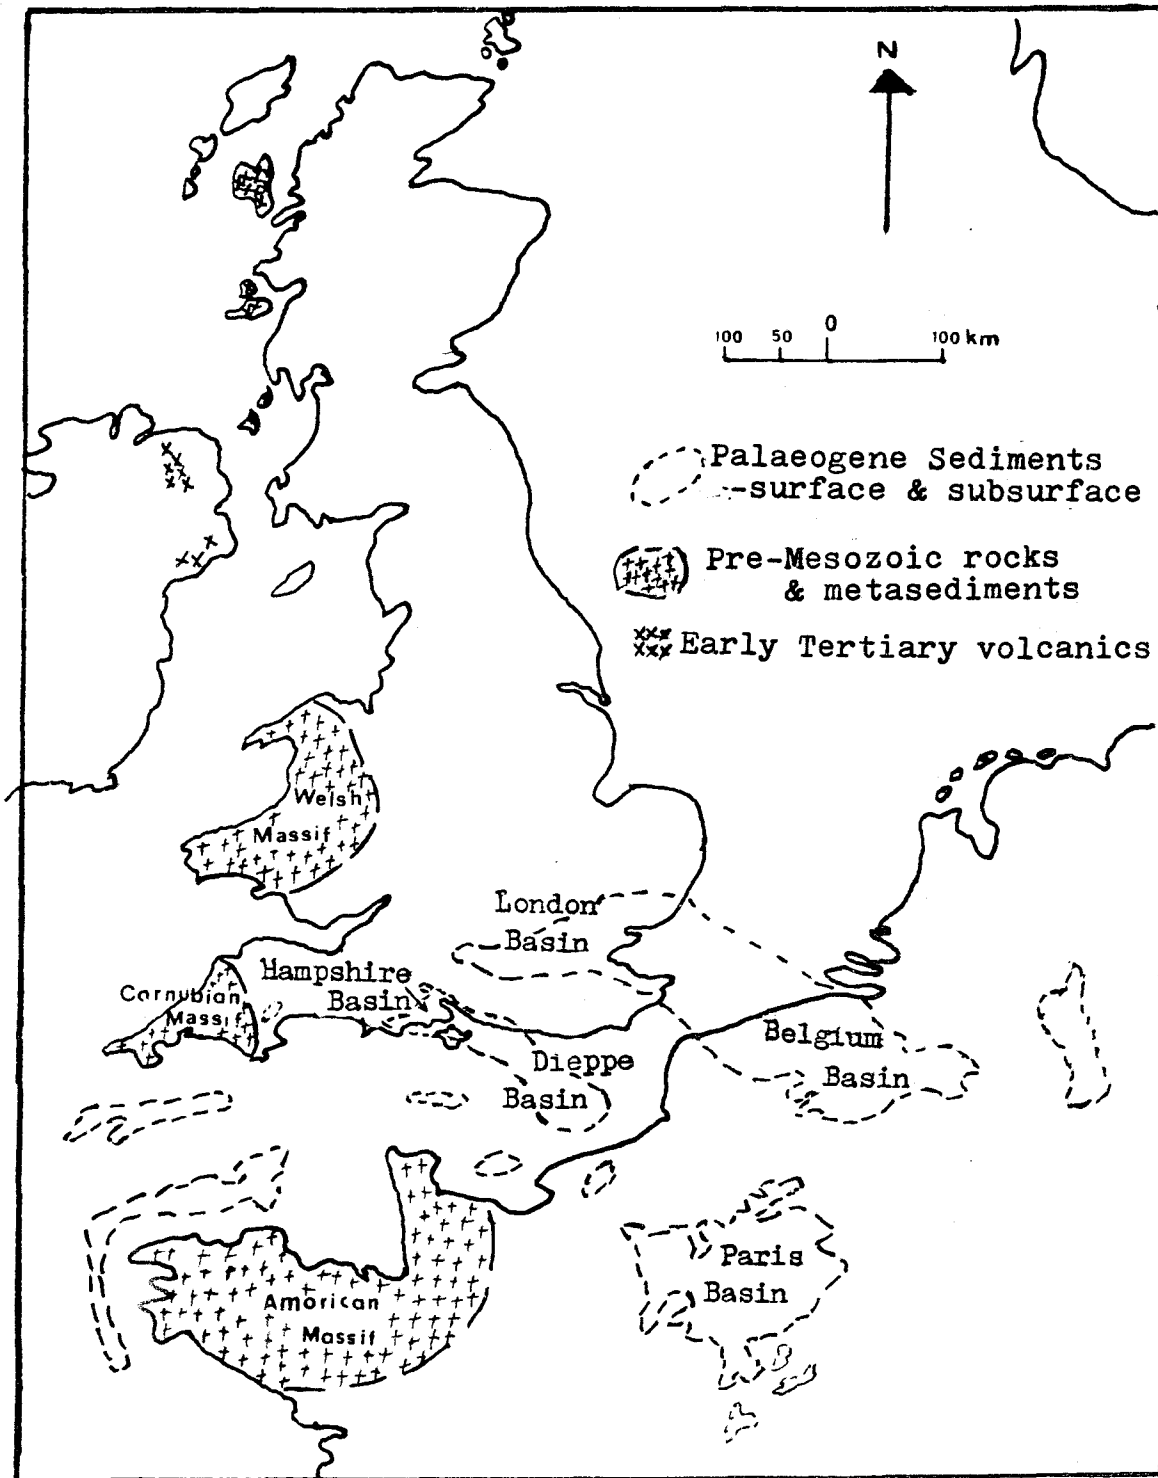 N
0
100 50 100 km
Palaeogene Sediments
--surface & subsurface
Pre-Mesozoic rocks
& metasediments
Early Tertiary volcanics
Welsh
Massif
London
Basin
Hampshire
Basin
Cornubian
Massif
Dieppe
Basin
Belgium
Basin
Paris
Basin
Amorican
Massif